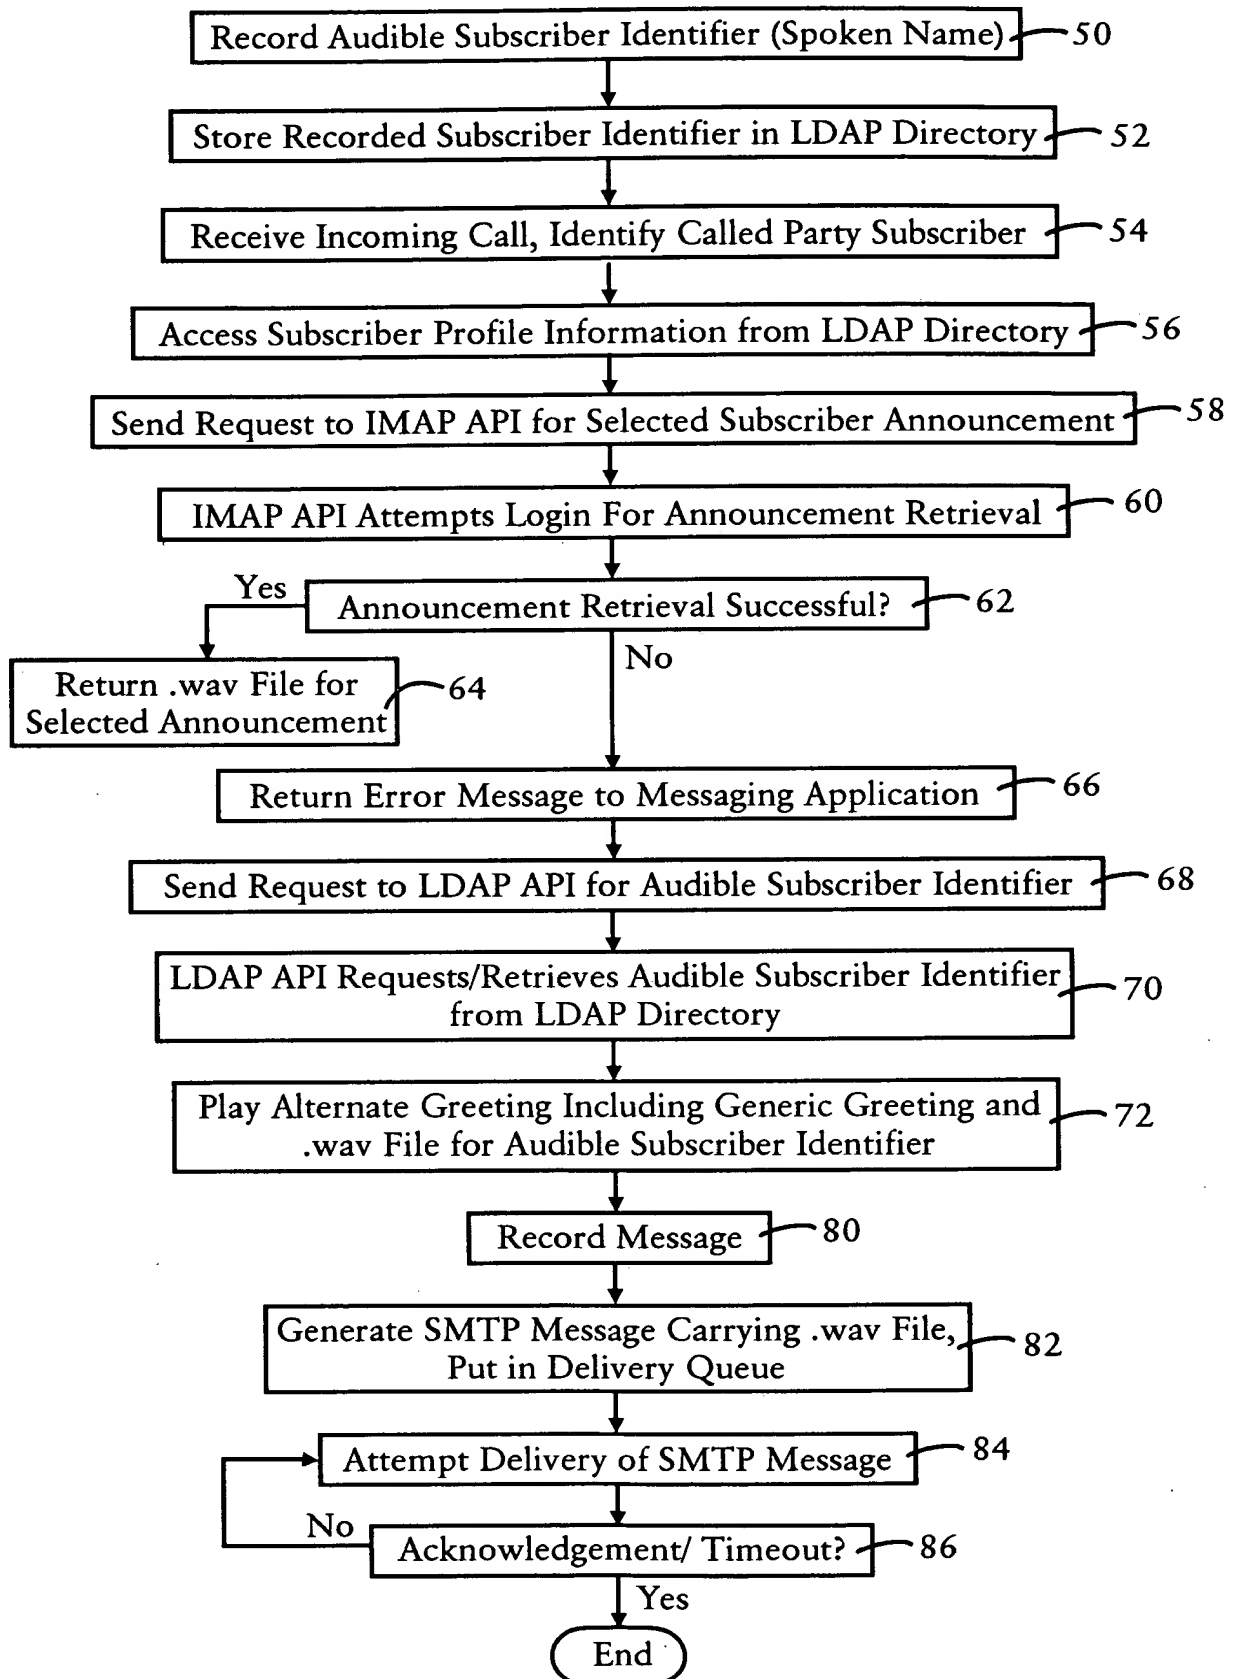 Record Audible Subscriber Identifier (Spoken Name) 50
Store Recorded Subscriber Identifier in LDAP Directory 52
Receive Incoming Call, Identify Called Party Subscriber 54
Access Subscriber Profile Information from LDAP Directory 56
Send Request to IMAP API for Selected Subscriber Announcement 58
IMAP API Attempts Login For Announcement Retrieval 60
Yes
Announcement Retrieval Successful? 62
No
Return .wav File for
Selected Announcement
64
Return Error Message to Messaging Application 66
Send Request to LDAP API for Audible Subscriber Identifier 68
LDAP API Requests/Retrieves Audible Subscriber Identifier
from LDAP Directory
70
Play Alternate Greeting Including Generic Greeting and
.wav File for Audible Subscriber Identifier
72
Record Message 80
Generate SMTP Message Carrying .wav File,
Put in Delivery Queue
82
Attempt Delivery of SMTP Message 84
No
Acknowledgement/ Timeout? 86
Yes
End